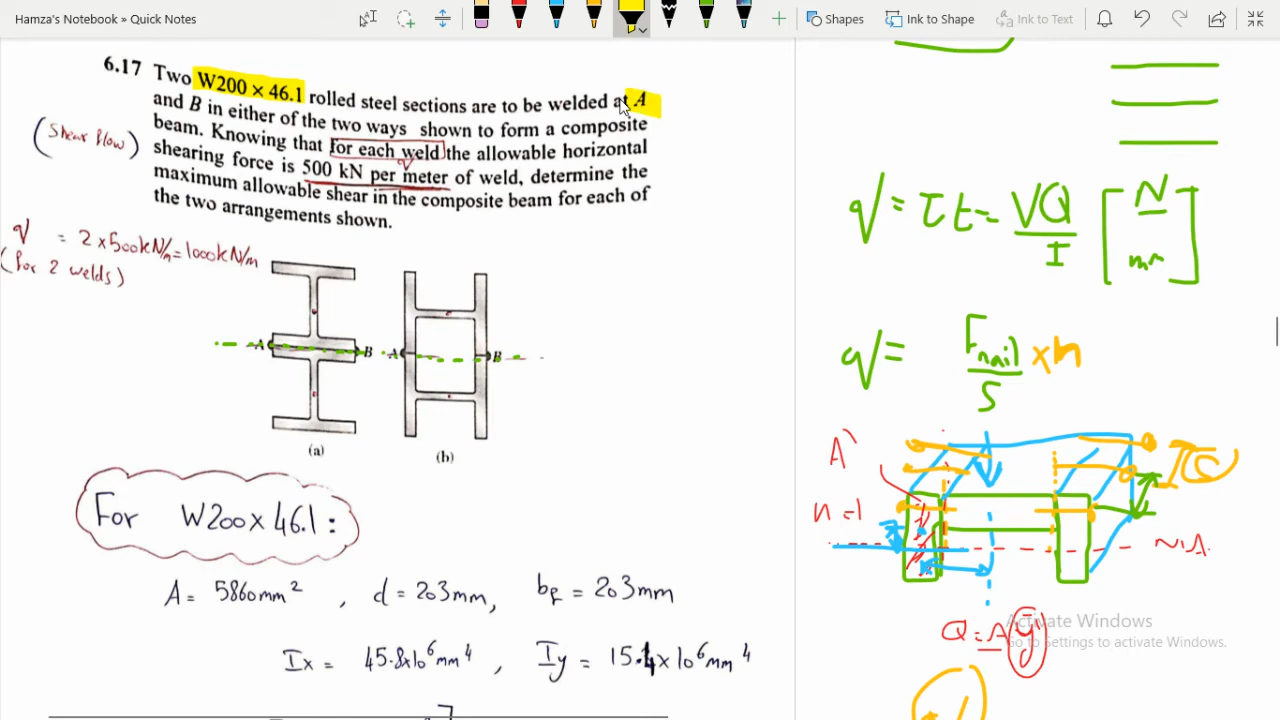 Hamza's Notebook » Quick Notes
Shapes
Ink to Shape
Ink to Text
6.17 Two W200 × 46.1 rolled steel sections are to be welded at A
and B in either of the two ways shown to form a composite
beam. Knowing that for each weld the allowable horizontal
shearing force is 500 kN per meter of weld, determine the
maximum allowable shear in the composite beam for each of
the two arrangements shown.
(Shear flow)
q
q = 2 × 500kN/m = 1000kN/m
(for 2 welds)
A B A B
(a) (b)
For W200 x 46.1 :
A = 5860mm² , d = 203mm, bf = 203mm
Ix = 45.8x10⁶mm⁴ , Iy = 15.4x10⁶mm⁴
q = τt = VQ/I [N/mm]
q = Fnail/S × n
A'
I(S)
n=1
N.A
Q = A ȳ'
Activate Windows
Go to Settings to activate Windows.